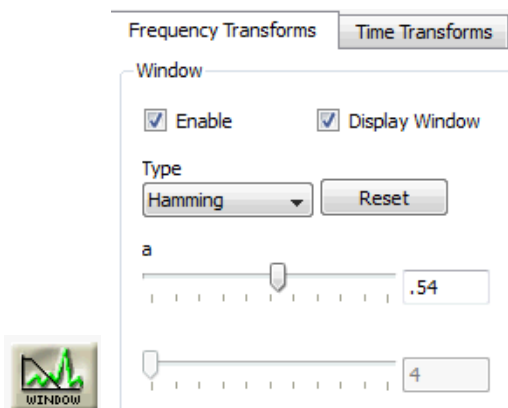 Frequency Transforms Time Transforms
Window
Enable Display Window
Type
Hamming Reset
a
.54
4
WINDOW